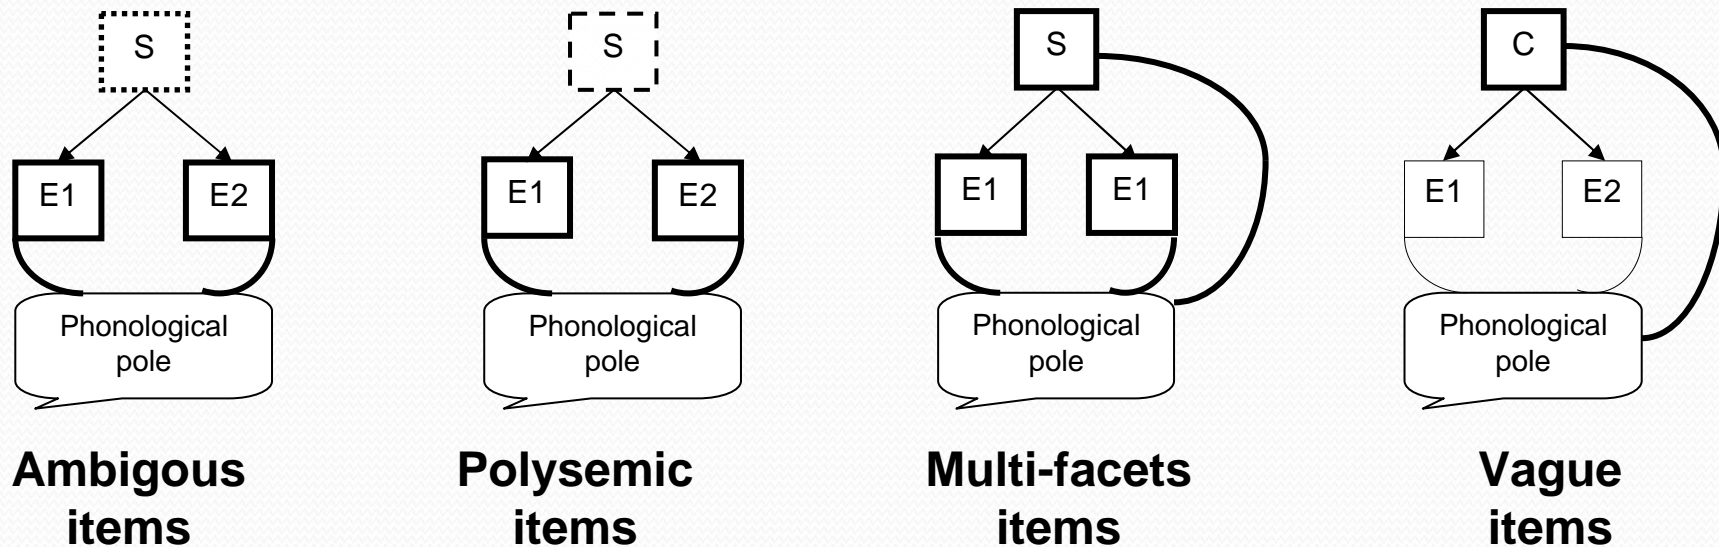 S
E1
E2
Phonological
pole
Ambigous
items
S
E1
E2
Phonological
pole
Polysemic
items
S
E1
E1
Phonological
pole
Multi-facets
items
C
E1
E2
Phonological
pole
Vague
items